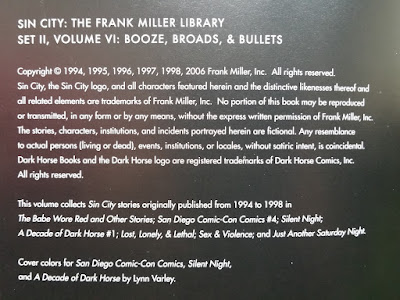 SIN CITY: THE FRANK MILLER LIBRARY
SET II, VOLUME VI: BOOZE, BROADS, & BULLETS
Copyright © 1994, 1995, 1996, 1997, 1998, 2006 Frank Miller, Inc. All rights reserved.
Sin City, the Sin City logo, and all characters featured herein and the distinctive likenesses thereof and
all related elements are trademarks of Frank Miller, Inc. No portion of this book may be reproduced
or transmitted, in any form or by any means, without the express written permission of Frank Miller, Inc.
The stories, characters, institutions, and incidents portrayed herein are fictional. Any resemblance
to actual persons (living or dead), events, institutions, or locales, without satiric intent, is coincidental.
Dark Horse Books and the Dark Horse logo are registered trademarks of Dark Horse Comics, Inc.
All rights reserved.
This volume collects Sin City stories originally published from 1994 to 1998 in
The Babe Wore Red and Other Stories; San Diego Comic-Con Comics #4; Silent Night;
A Decade of Dark Horse #1; Lost, Lonely, & Lethal; Sex & Violence; and Just Another Saturday Night.
Cover colors for San Diego Comic-Con Comics, Silent Night,
and A Decade of Dark Horse by Lynn Varley.